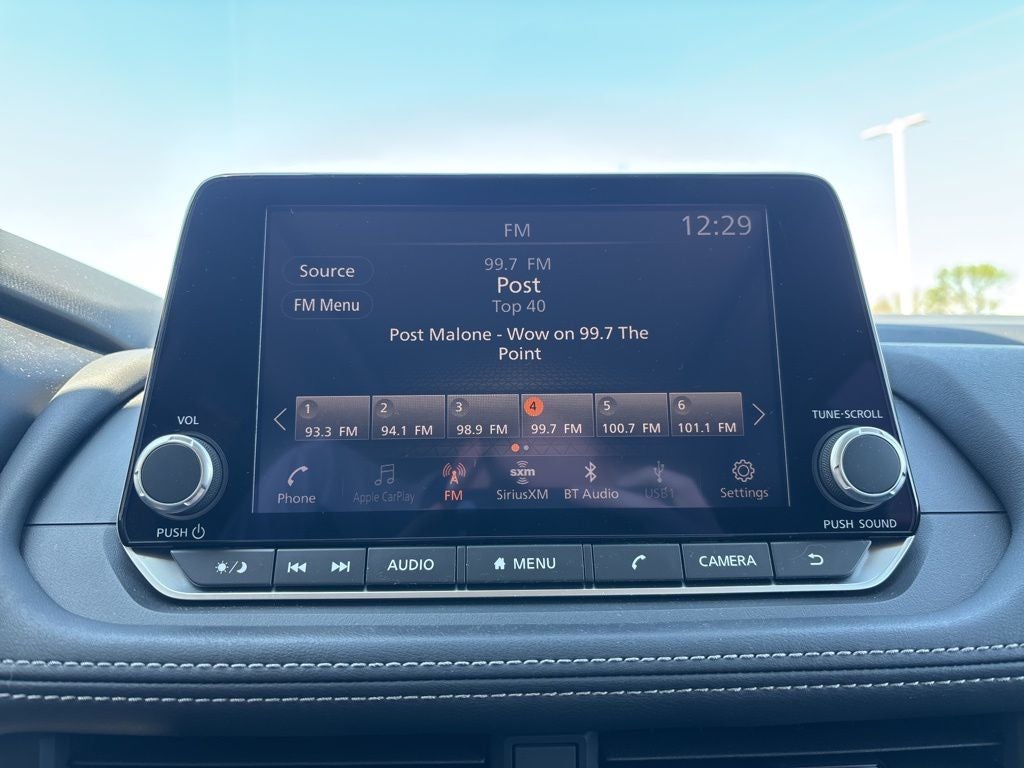 FM
12:29
Source
99.7 FM
Post
FM Menu
Top 40
Post Malone - Wow on 99.7 The
Point
1 2 3 4 5 6
93.3 FM 94.1 FM 98.9 FM 99.7 FM 100.7 FM 101.1 FM
VOL
TUNE-SCROLL
sxm
Phone Apple CarPlay FM SiriusXM BT Audio USB1 Settings
PUSH
PUSH SOUND
AUDIO MENU CAMERA